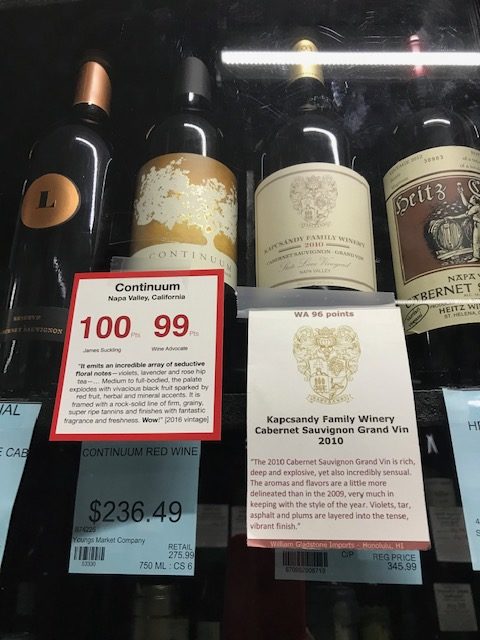 L
RESERVE
CABERNET SAUVIGNON
CONTINUUM
KAPCSANDY FAMILY WINERY
2010
CABERNET SAUVIGNON · GRAND VIN
State Lane Vineyard
NAPA VALLEY
Heitz
NAPA
CABERNET
HEITZ
ST. HELENA,
Continuum
Napa Valley, California
100 Pts 99 Pts
James Suckling Wine Advocate
"It emits an incredible array of seductive
floral notes—violets, lavender and rose hip
tea—... Medium to full-bodied, the palate
explodes with vivacious black fruit sparked by
red fruit, herbal and mineral accents. It is
framed with a rock-solid line of firm, grainy,
super ripe tannins and finishes with fantastic
fragrance and freshness. Wow!" [2016 vintage]
WA 96 points
Kapcsandy Family Winery
Cabernet Sauvignon Grand Vin
2010
"The 2010 Cabernet Sauvignon Grand Vin is rich,
deep and explosive, yet also incredibly sensual.
The aromas and flavors are a little more
delineated than in the 2009, very much in
keeping with the style of the year. Violets, tar,
asphalt and plums are layered into the tense,
vibrant finish."
William Gladstone Imports - Honolulu, HI
IAL
CAB
CONTINUUM RED WINE
$236.49
Youngs Market Company
RETAIL
275.99
53330
750 ML : CS 6
C/P
REG PRICE
345.99